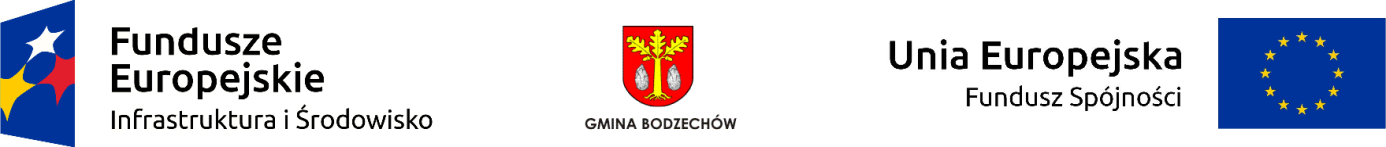 Fundusze
Europejskie
Infrastruktura i Środowisko
GMINA BODZECHÓW
Unia Europejska
Fundusz Spójności